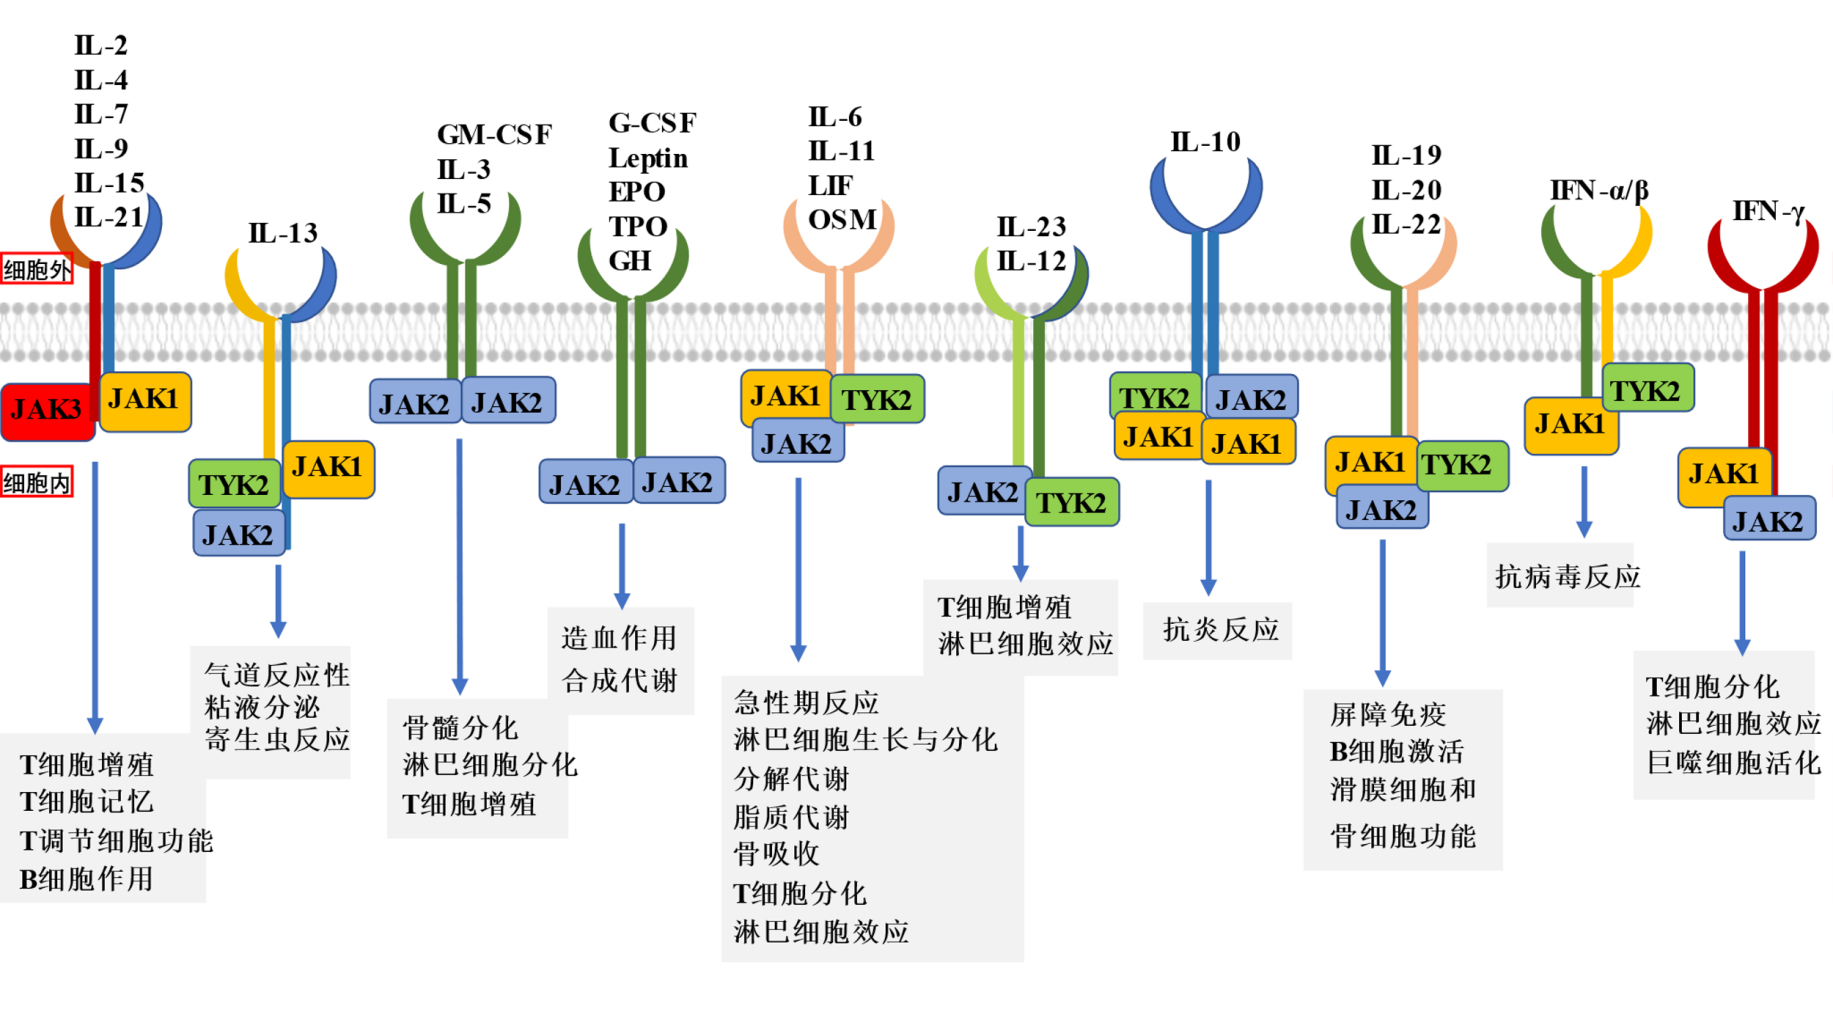 IL-2
IL-4
IL-7
IL-9
IL-15
IL-21
细胞外
JAK3
JAK1
细胞内
T细胞增殖
T细胞记忆
T调节细胞功能
B细胞作用
IL-13
JAK1
TYK2
JAK2
气道反应性
粘液分泌
寄生虫反应
GM-CSF
IL-3
IL-5
JAK2
JAK2
骨髓分化
淋巴细胞分化
T细胞增殖
G-CSF
Leptin
EPO
TPO
GH
JAK2
JAK2
造血作用
合成代谢
IL-6
IL-11
LIF
OSM
JAK1
TYK2
JAK2
急性期反应
淋巴细胞生长与分化
分解代谢
脂质代谢
骨吸收
T细胞分化
淋巴细胞效应
IL-23
IL-12
JAK2
TYK2
T细胞增殖
淋巴细胞效应
IL-10
TYK2
JAK2
JAK1
JAK1
抗炎反应
IL-19
IL-20
IL-22
JAK1
TYK2
JAK2
屏障免疫
B细胞激活
滑膜细胞和
骨细胞功能
IFN-α/β
TYK2
JAK1
抗病毒反应
IFN-γ
JAK1
JAK2
T细胞分化
淋巴细胞效应
巨噬细胞活化